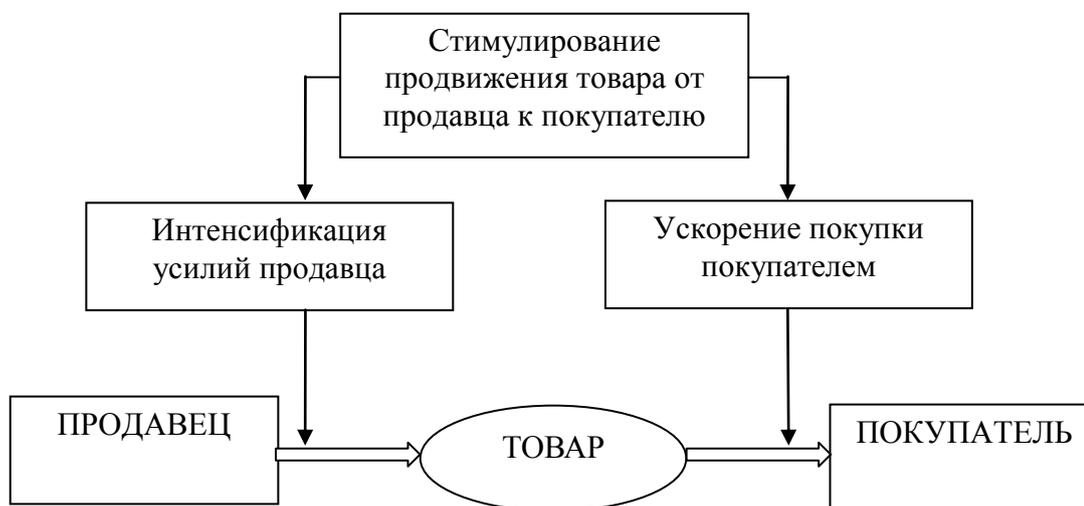 Стимулирование
продвижения товара от
продавца к покупателю
Интенсификация
усилий продавца
Ускорение покупки
покупателем
ПРОДАВЕЦ
ТОВАР
ПОКУПАТЕЛЬ